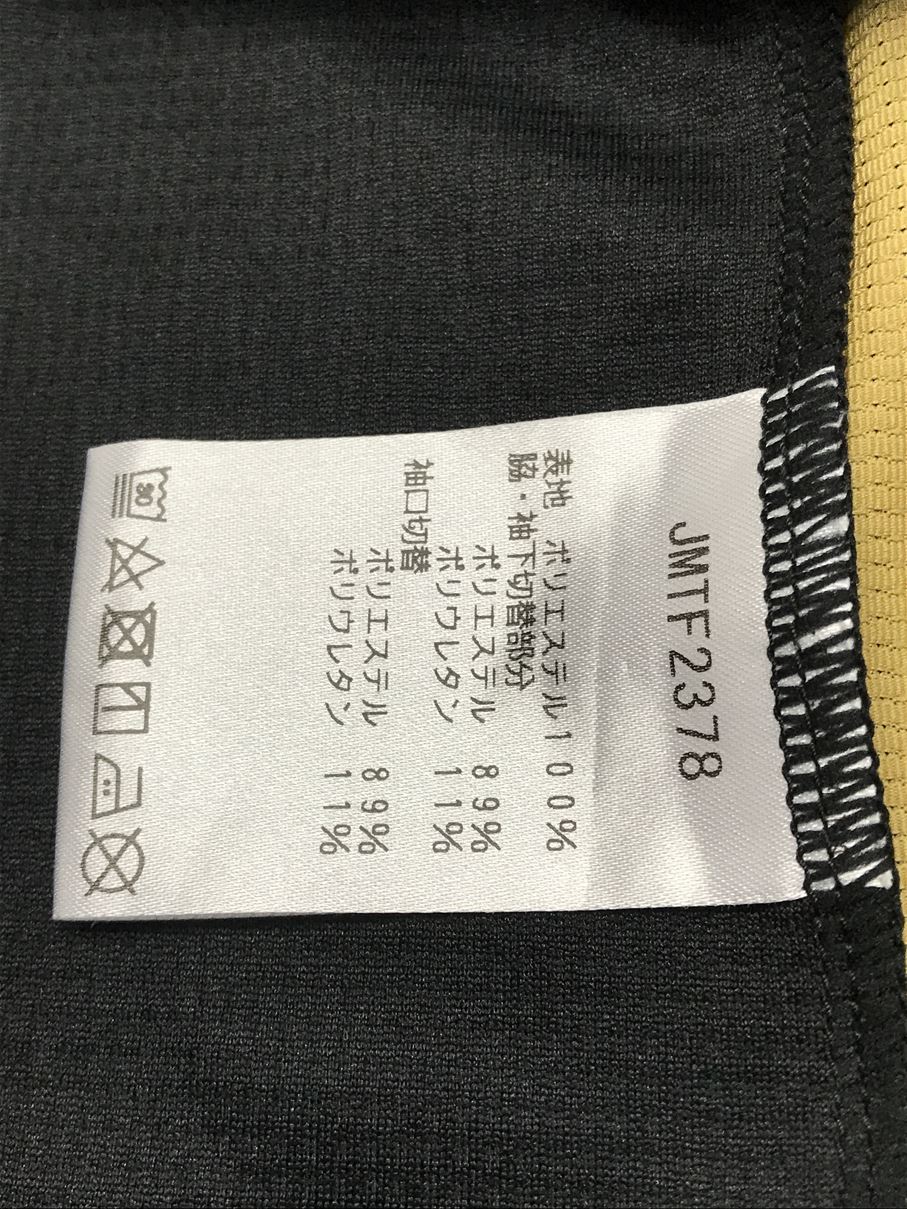 JMTF2378
表地 ポリエステル100%
脇・袖下切替部分
ポリエステル 89%
ポリウレタン 11%
袖口切替
ポリエステル 89%
ポリウレタン 11%
30